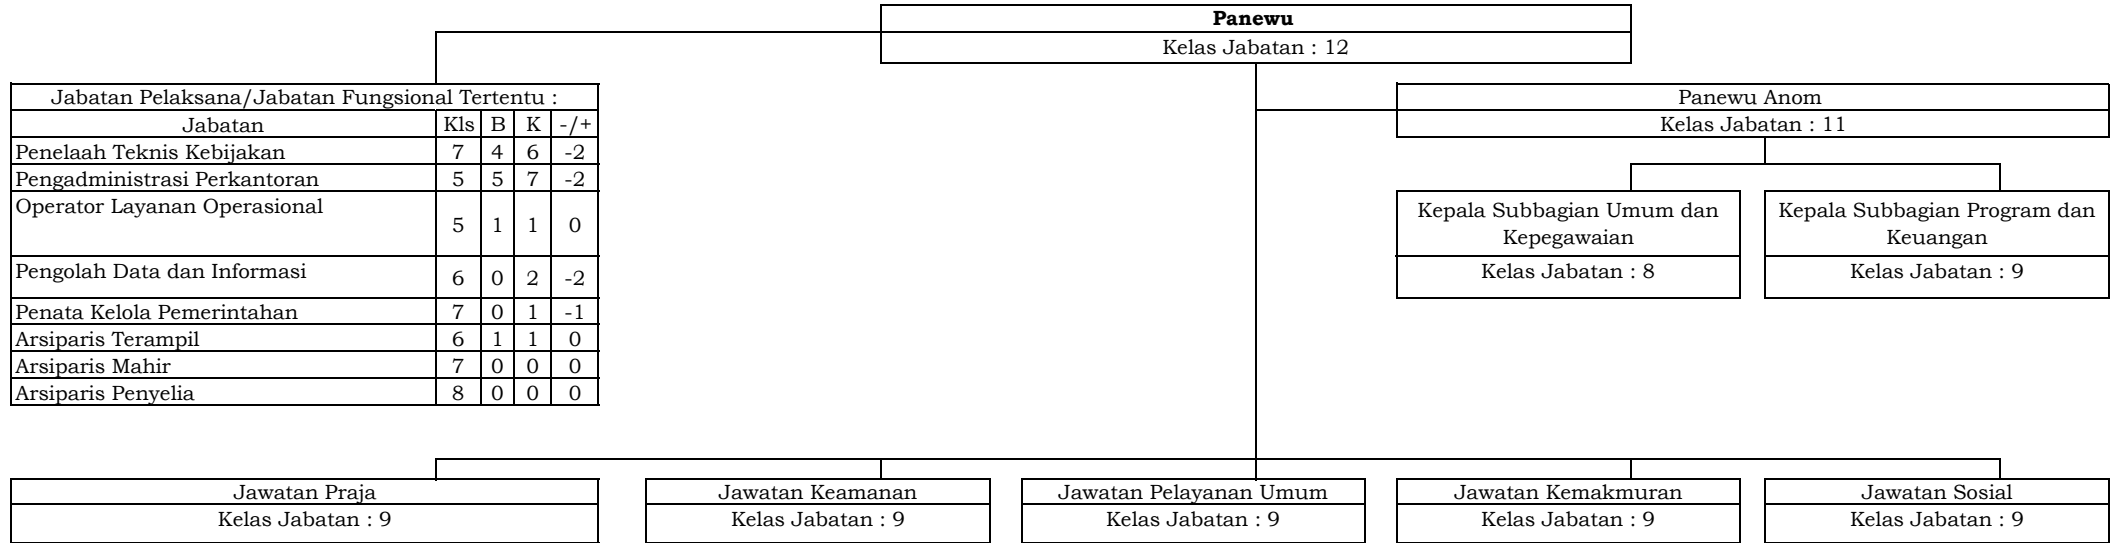 Panewu
Kelas Jabatan : 12
Jabatan Pelaksana/Jabatan Fungsional Tertentu :
Jabatan Kls B K -/+
Penelaah Teknis Kebijakan 7 4 6 -2
Pengadministrasi Perkantoran 5 5 7 -2
Operator Layanan Operasional 5 1 1 0
Pengolah Data dan Informasi 6 0 2 -2
Penata Kelola Pemerintahan 7 0 1 -1
Arsiparis Terampil 6 1 1 0
Arsiparis Mahir 7 0 0 0
Arsiparis Penyelia 8 0 0 0
Panewu Anom
Kelas Jabatan : 11
Kepala Subbagian Umum dan
Kepegawaian
Kelas Jabatan : 8
Kepala Subbagian Program dan
Keuangan
Kelas Jabatan : 9
Jawatan Praja
Kelas Jabatan : 9
Jawatan Keamanan
Kelas Jabatan : 9
Jawatan Pelayanan Umum
Kelas Jabatan : 9
Jawatan Kemakmuran
Kelas Jabatan : 9
Jawatan Sosial
Kelas Jabatan : 9